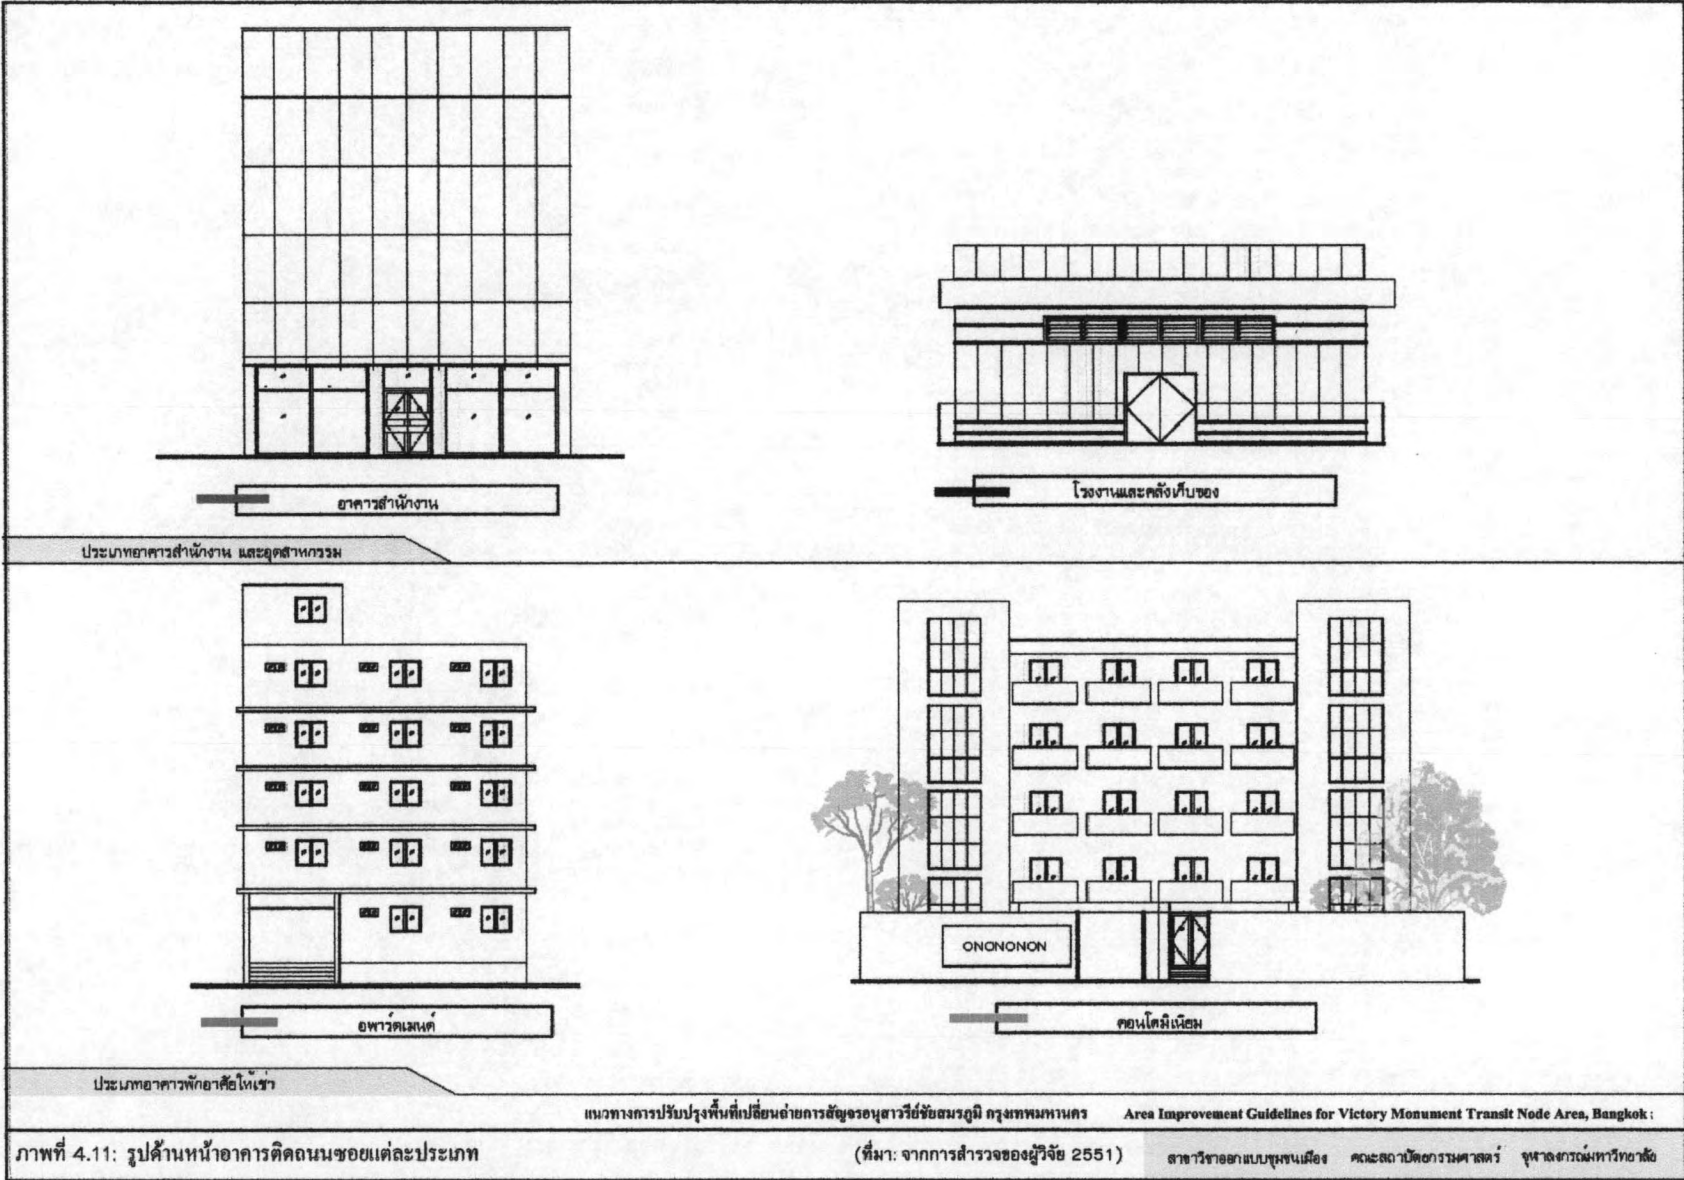 อาคารสำนักงาน
โรงงานและคลังเก็บของ
ประเภทอาคารสำนักงาน และอุตสาหกรรม
ONONONON
อพาร์ตเมนต์
คอนโดมิเนียม
ประเภทอาคารพักอาศัยให้เช่า
แนวทางการปรับปรุงพื้นที่เปลี่ยนถ่ายการสัญจรอนุสาวรีย์ชัยสมรภูมิ กรุงเทพมหานคร Area Improvement Guidelines for Victory Monument Transit Node Area, Bangkok :
ภาพที่ 4.11: รูปด้านหน้าอาคารติดถนนซอยแต่ละประเภท (ที่มา: จากการสำรวจของผู้วิจัย 2551) สาขาวิชาออกแบบชุมชนเมือง คณะสถาปัตยกรรมศาสตร์ จุฬาลงกรณ์มหาวิทยาลัย